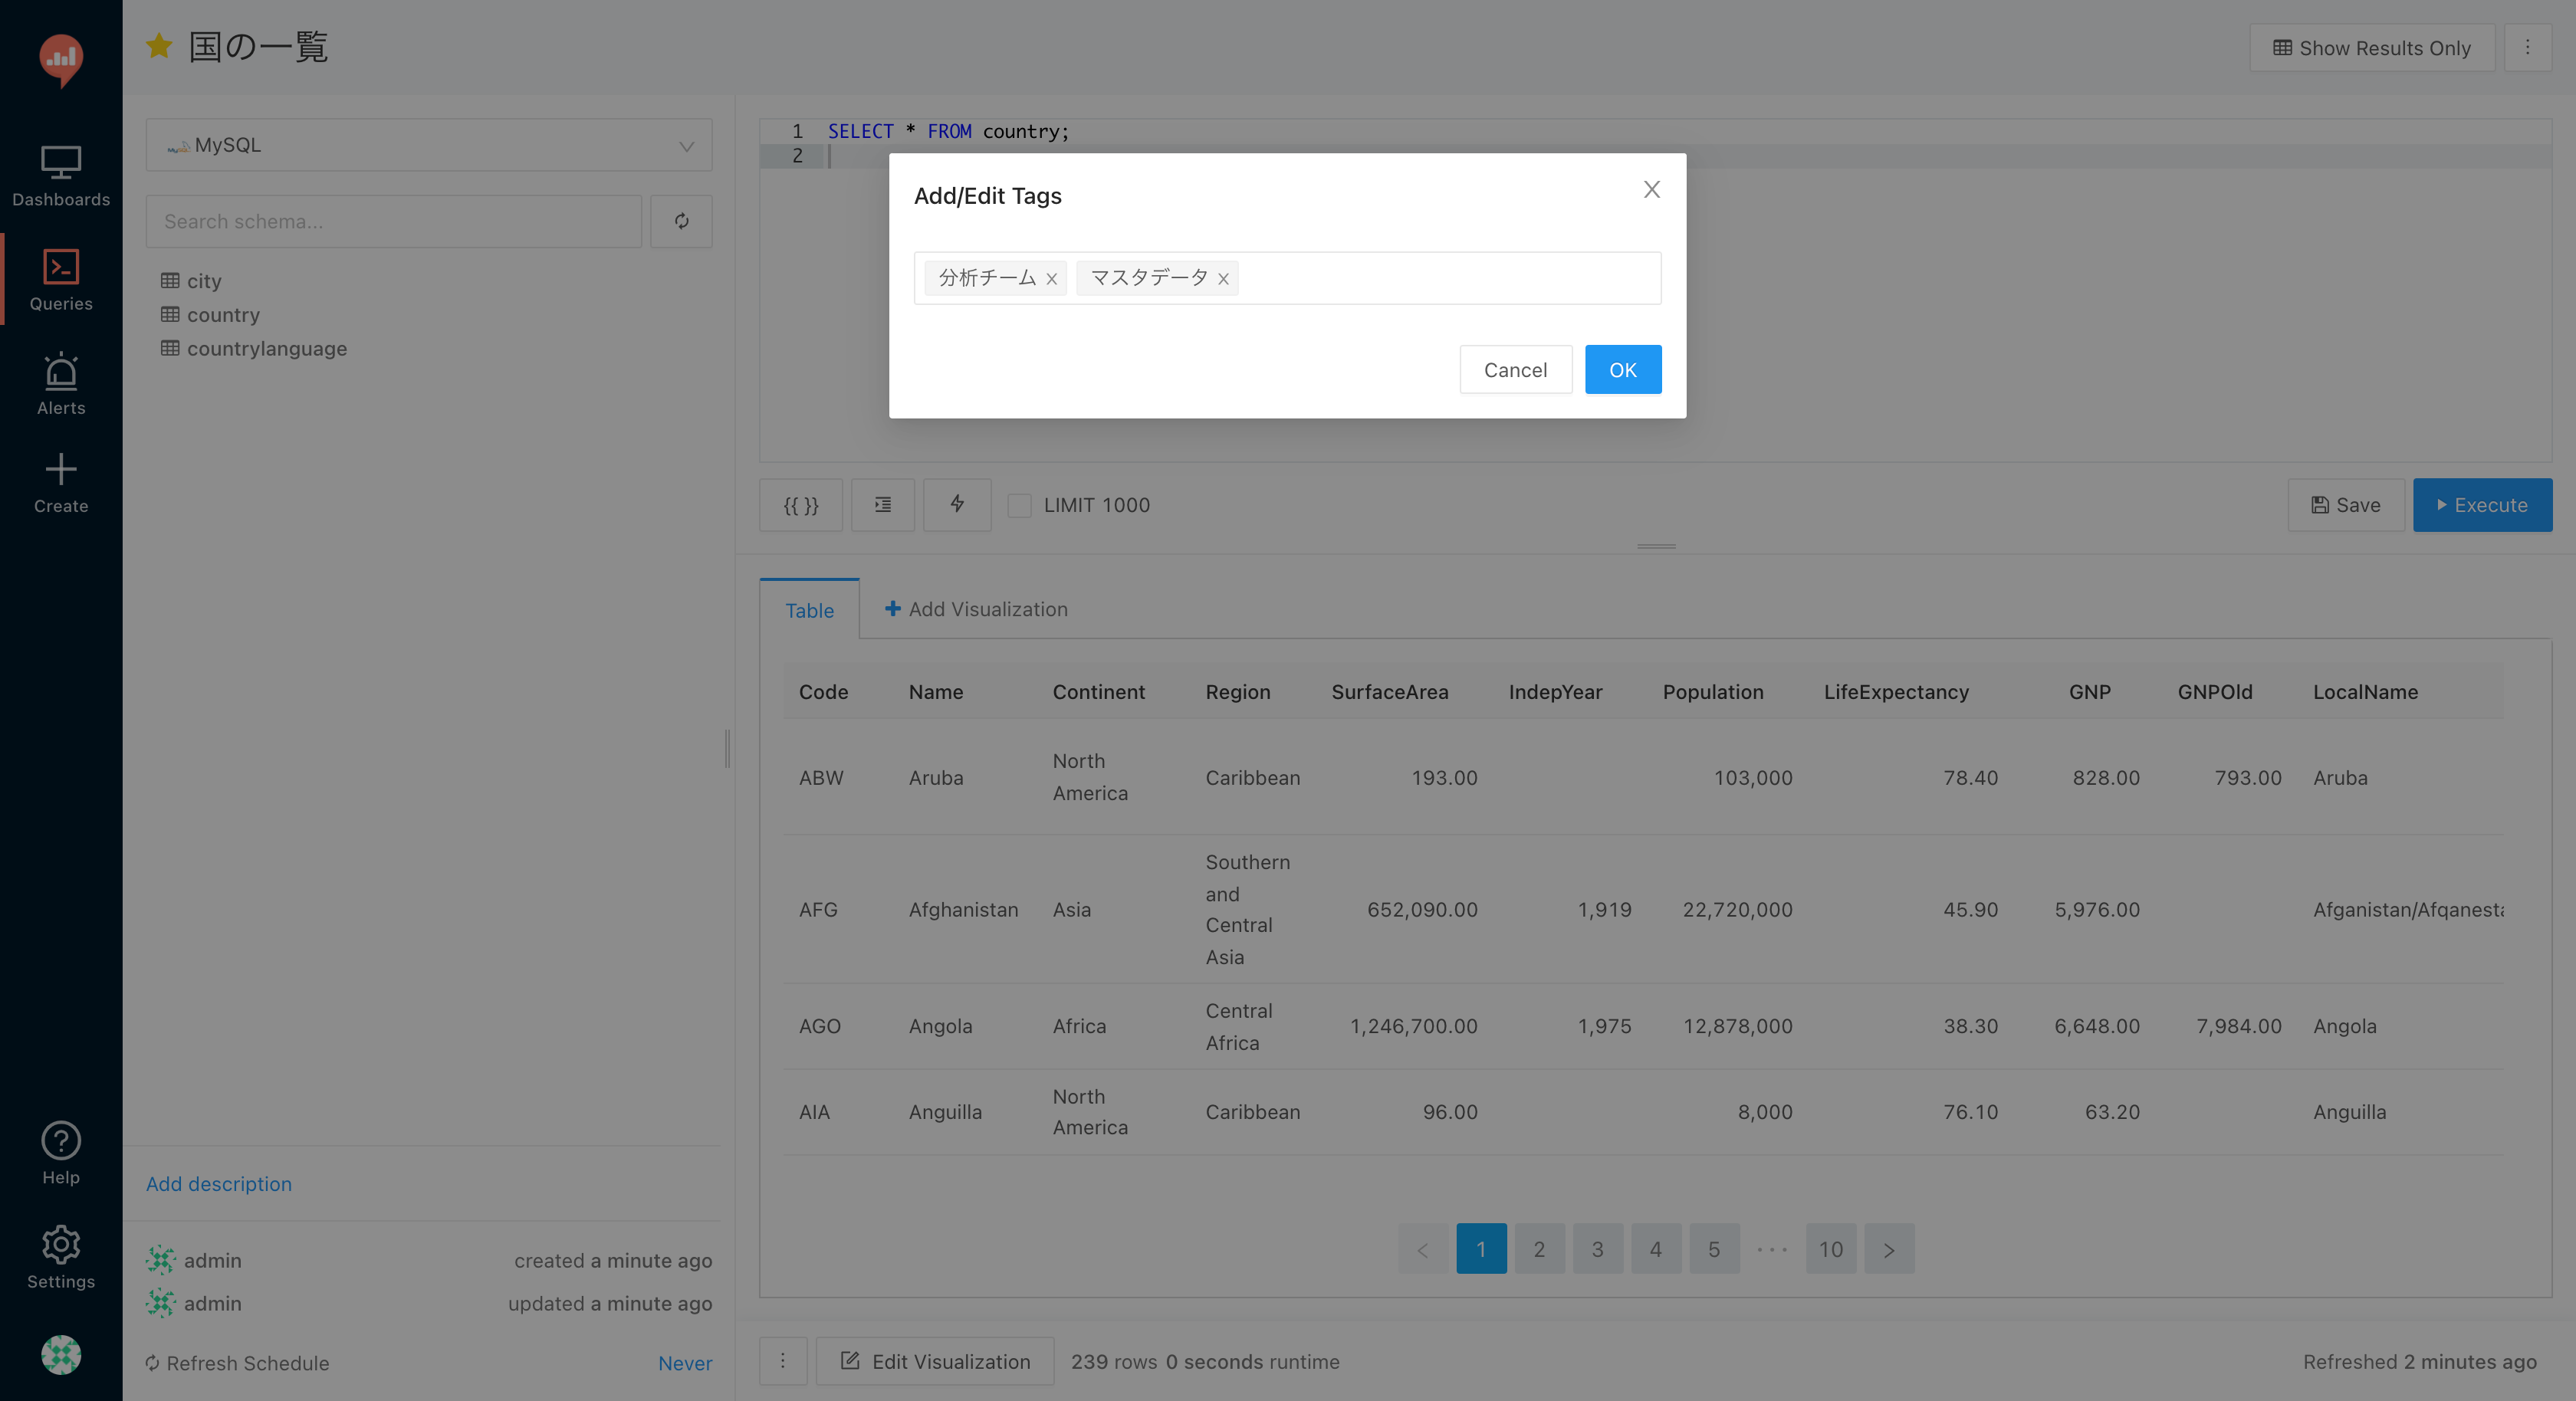 国の一覧
Show Results Only
Dashboards
Queries
Alerts
Create
Help
Settings
MySQL
Search schema...
city
country
countrylanguage
Add description
admin created a minute ago
admin updated a minute ago
Refresh Schedule Never
1 SELECT * FROM country;
2
Add/Edit Tags
分析チーム マスタデータ
Cancel OK
{{ }} LIMIT 1000 Save Execute
Table Add Visualization
Code Name Continent Region SurfaceArea IndepYear Population LifeExpectancy GNP GNPOld LocalName
ABW Aruba North America Caribbean 193.00 103,000 78.40 828.00 793.00 Aruba
AFG Afghanistan Asia Southern and Central Asia 652,090.00 1,919 22,720,000 45.90 5,976.00 Afganistan/Afqanesta
AGO Angola Africa Central Africa 1,246,700.00 1,975 12,878,000 38.30 6,648.00 7,984.00 Angola
AIA Anguilla North America Caribbean 96.00 8,000 76.10 63.20 Anguilla
< 1 2 3 4 5 ••• 10 >
Edit Visualization 239 rows 0 seconds runtime Refreshed 2 minutes ago